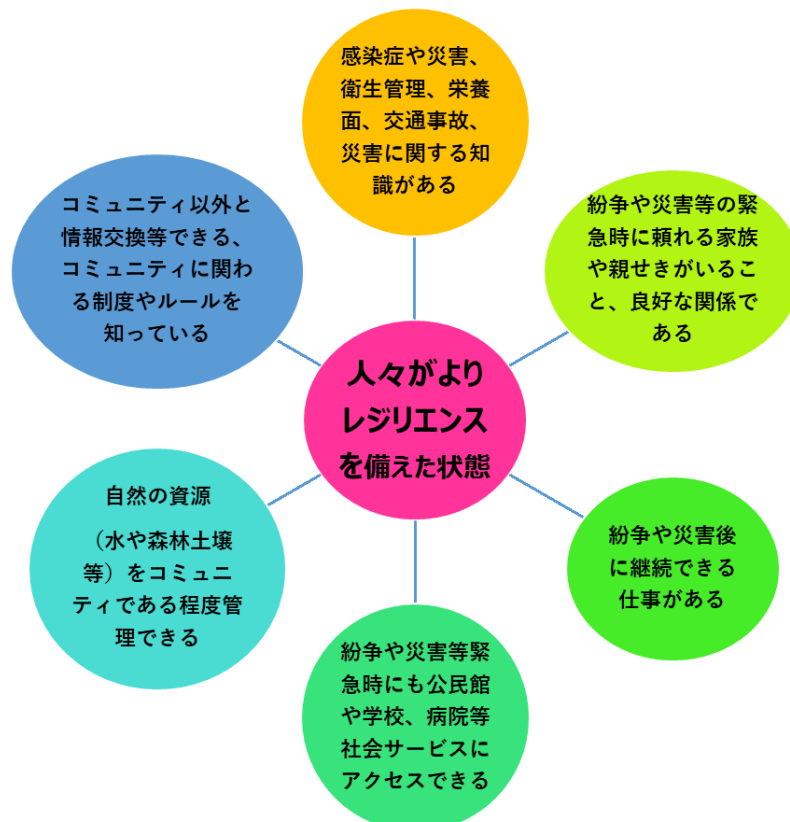 感染症や災害、
衛生管理、栄養
面、交通事故、
災害に関する知
識がある
コミュニティ以外と
情報交換等できる、
コミュニティに関わ
る制度やルールを
知っている
紛争や災害等の緊
急時に頼れる家族
や親せきがいるこ
と、良好な関係で
ある
人々がより
レジリエンス
を備えた状態
自然の資源
（水や森林土壌
等）をコミュニ
ティである程度管
理できる
紛争や災害後
に継続できる
仕事がある
紛争や災害等緊
急時にも公民館
や学校、病院等
社会サービスに
アクセスできる